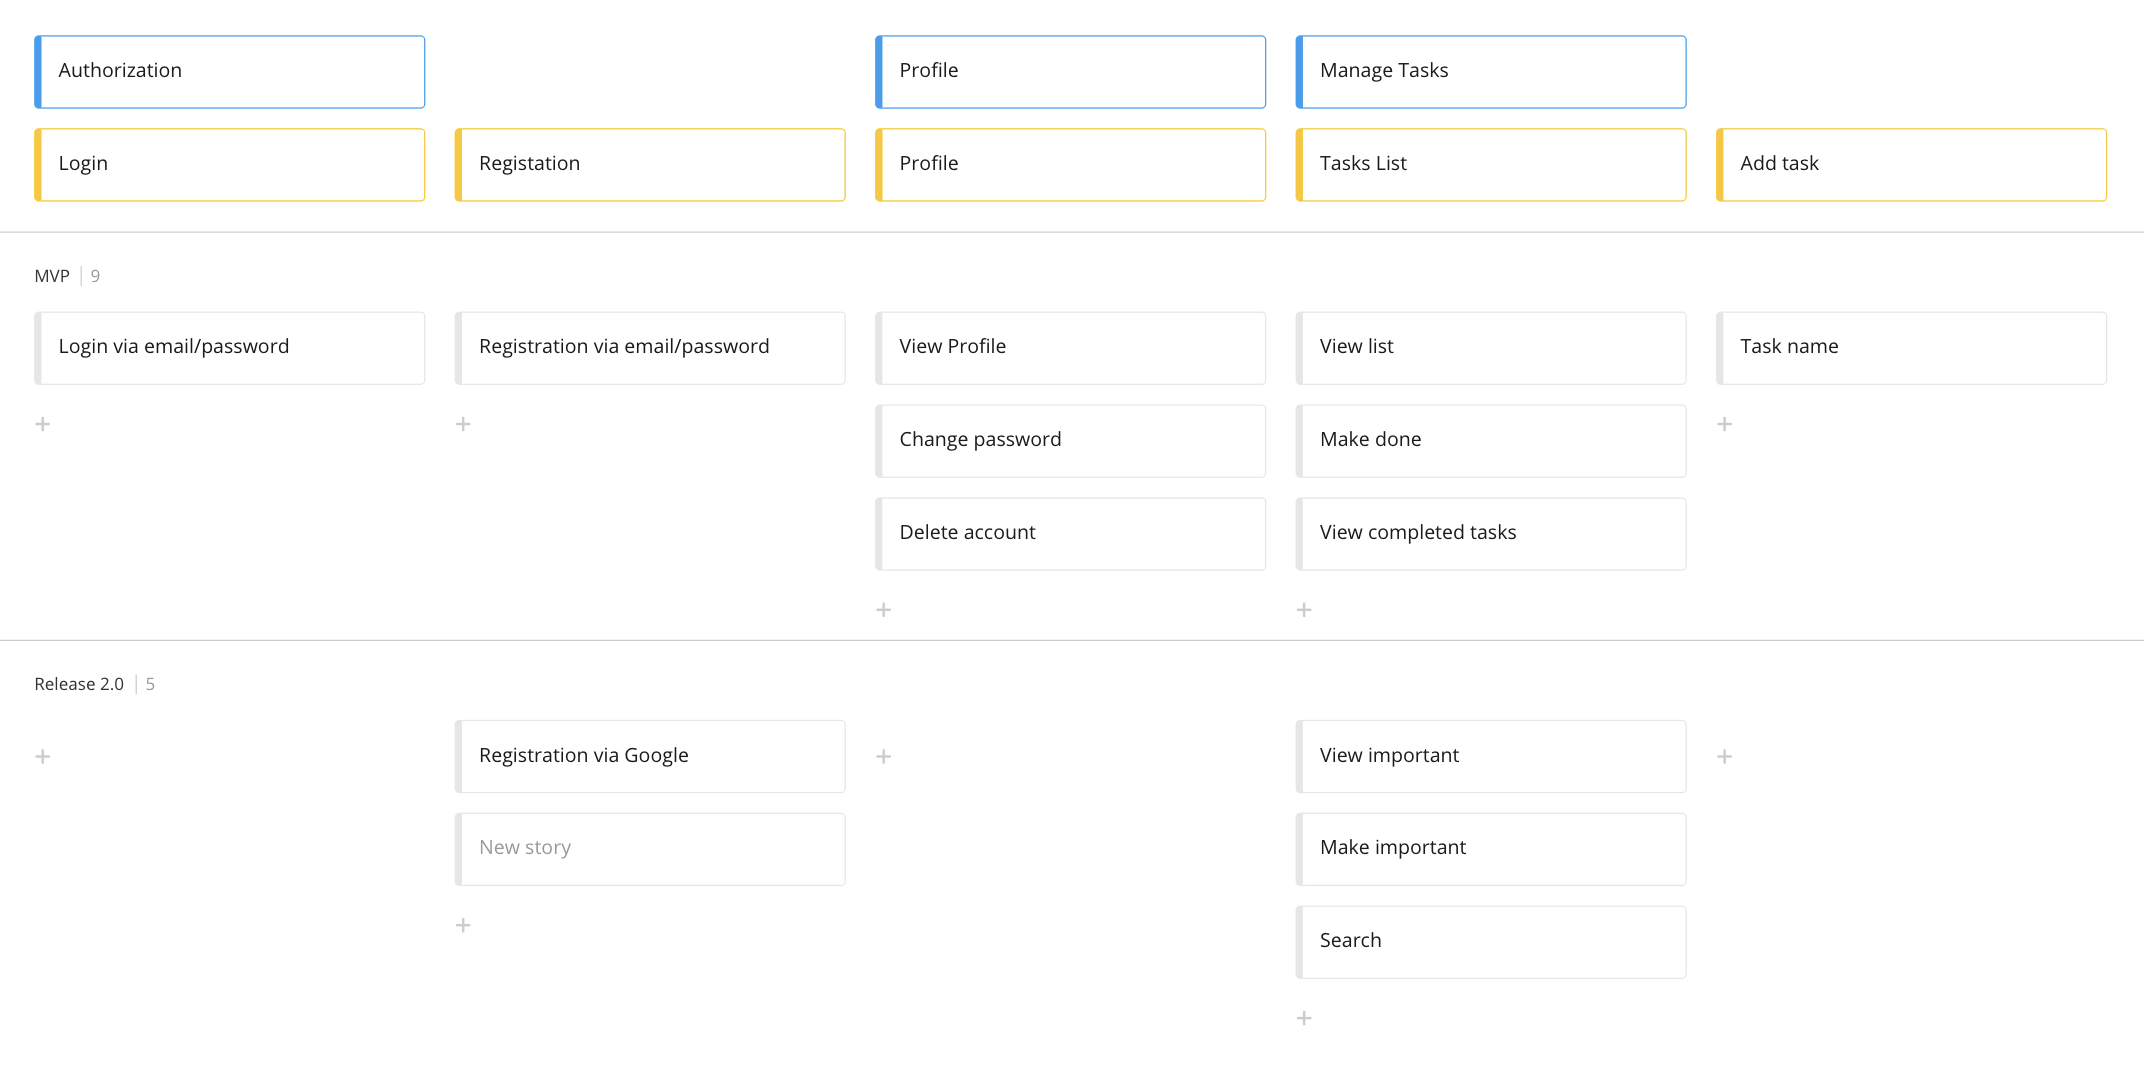 Authorization
Profile
Manage Tasks
Login
Registation
Profile
Tasks List
Add task
MVP | 9
Login via email/password
Registration via email/password
View Profile
View list
Task name
+
+
Change password
Make done
+
Delete account
View completed tasks
+
+
Release 2.0 | 5
+
Registration via Google
+
View important
+
New story
Make important
+
Search
+